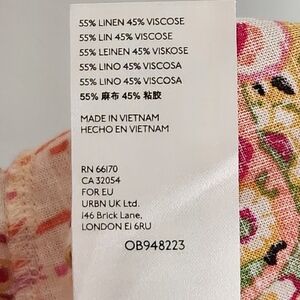 55% LINEN 45% VISCOSE
55% LIN 45% VISCOSE
55% LEINEN 45% VISKOSE
55% LINO 45% VISCOSA
55% LINO 45% VISCOSA
55% 麻布 45% 粘胶
MADE IN VIETNAM
HECHO EN VIETNAM
RN 66170
CA 32054
FOR EU
URBN UK Ltd.
146 Brick Lane,
LONDON E1 6RU
OB948223